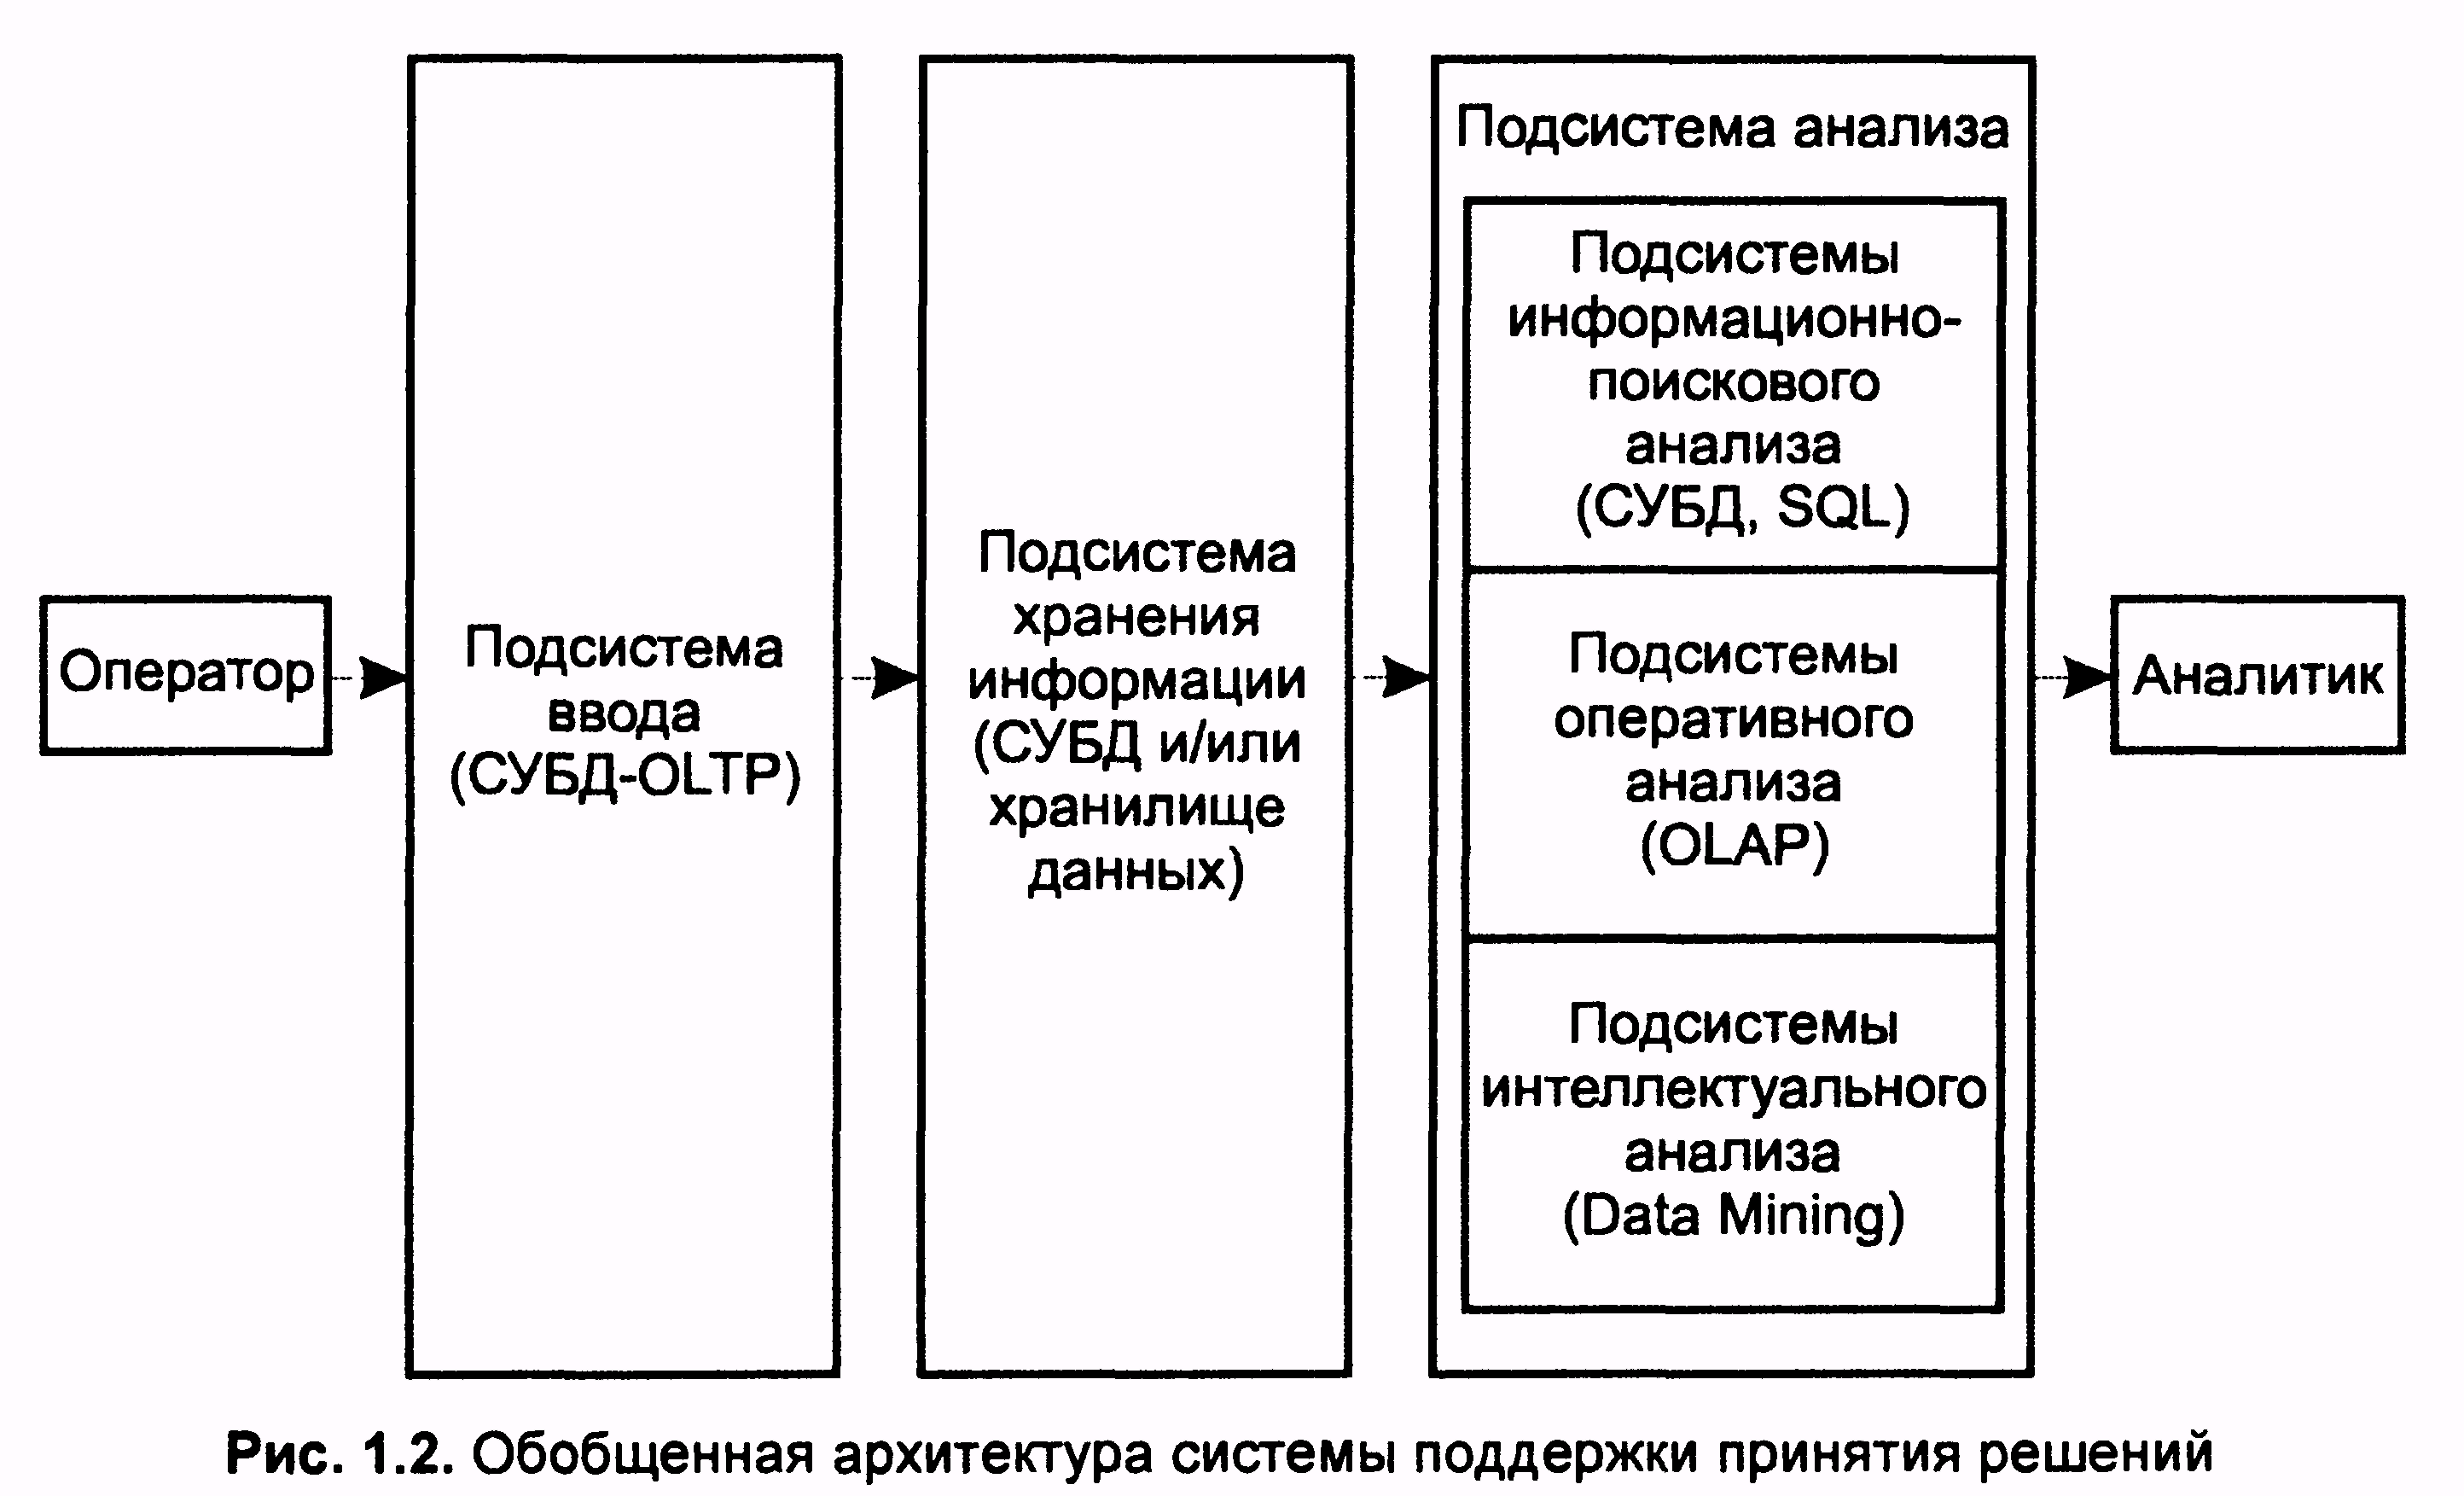 Оператор
Подсистема
ввода
(СУБД-OLTP)
Подсистема
хранения
информации
(СУБД и/или
хранилище
данных)
Подсистема анализа
Подсистемы
информационно-
поискового
анализа
(СУБД, SQL)
Подсистемы
оперативного
анализа
(OLAP)
Подсистемы
интеллектуального
анализа
(Data Mining)
Аналитик
Рис. 1.2. Обобщенная архитектура системы поддержки принятия решений